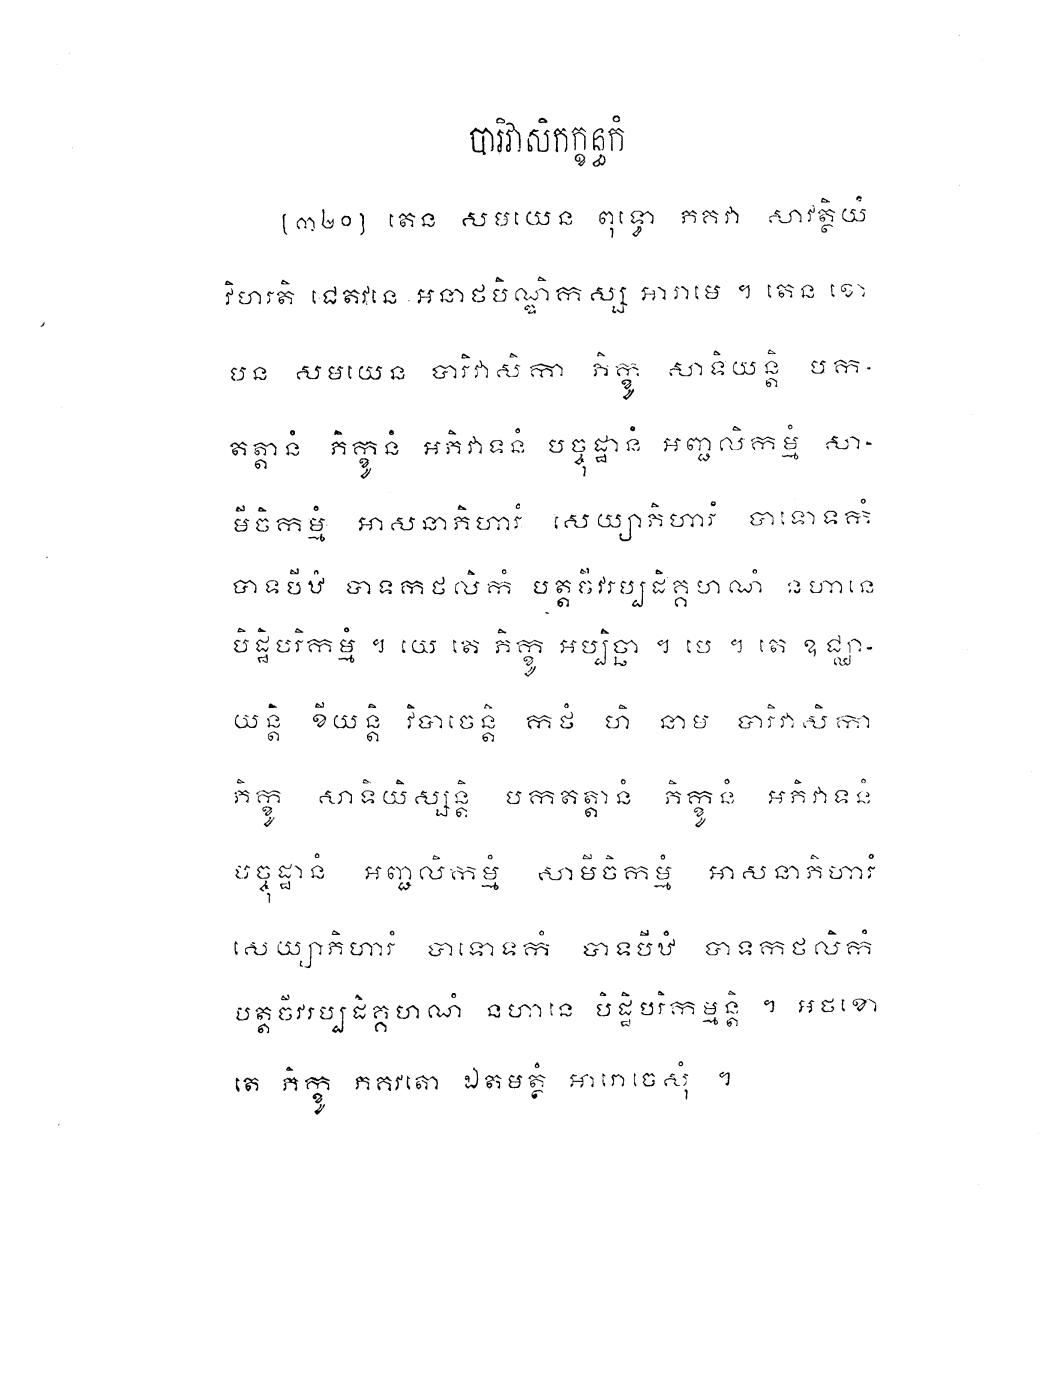 បារិវាសិកក្ខន្ធកំ
[៣២០] តេន សមយេន ពុទ្ធោ ភគវា សាវត្ថិយំ
វិហរតិ ជេតវនេ អនាថបិណ្ឌិកស្ស អារាមេ ។ តេន ខោ
បន សមយេន បារិវាសិកា ភិក្ខូ សាទិយន្តិ បក-
តត្តានំ ភិក្ខូនំ អភិវាទនំ បច្ចុដ្ឋានំ អញ្ជលិកម្មំ សា-
មីចិកម្មំ អាសនាភិហារំ សេយ្យាភិហារំ បាទោទកំ
បាទបីឋំ បាទកថលិកំ បត្តចីវរប្បដិគ្គហណំ នហានេ
បិដ្ឋិបរិកម្មំ ។ យេ តេ ភិក្ខូ អប្បិច្ឆា ។ បេ ។ តេ ឧជ្ឈា-
យន្តិ ខីយន្តិ វិបាចេន្តិ កថំ ហិ នាម បារិវាសិកា
ភិក្ខូ សាទិយិស្សន្តិ បកតត្តានំ ភិក្ខូនំ អភិវាទនំ
បច្ចុដ្ឋានំ អញ្ជលិកម្មំ សាមីចិកម្មំ អាសនាភិហារំ
សេយ្យាភិហារំ បាទោទកំ បាទបីឋំ បាទកថលិកំ
បត្តចីវរប្បដិគ្គហណំ នហានេ បិដ្ឋិបរិកម្មន្តិ ។ អថខោ
តេ ភិក្ខូ ភគវតោ ឯតមត្ថំ អារោចេសុំ ។